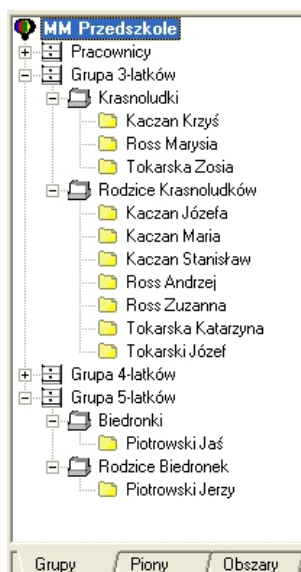 MM Przedszkole
Pracownicy
Grupa 3-latków
Krasnoludki
Kaczan Krzyś
Ross Marysia
Tokarska Zosia
Rodzice Krasnoludków
Kaczan Józefa
Kaczan Maria
Kaczan Stanisław
Ross Andrzej
Ross Zuzanna
Tokarska Katarzyna
Tokarski Józef
Grupa 4-latków
Grupa 5-latków
Biedronki
Piotrowski Jaś
Rodzice Biedronek
Piotrowski Jerzy
Grupy Piony Obszary